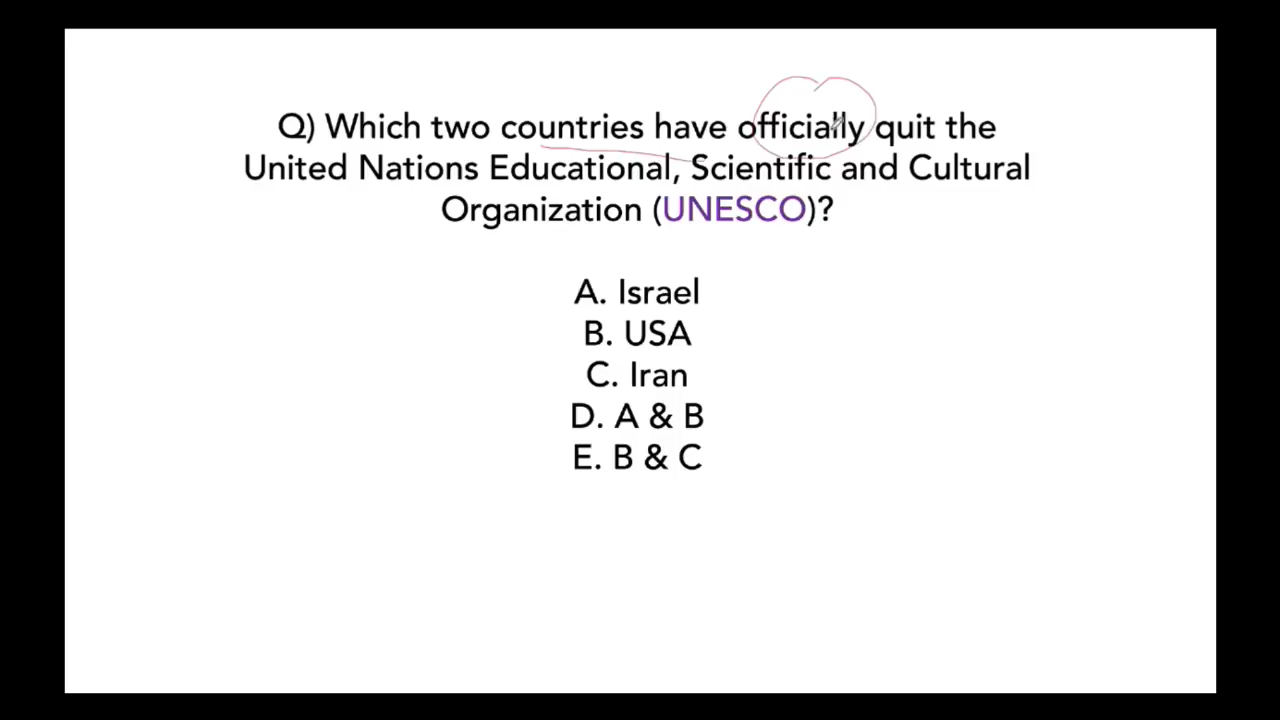 Q) Which two countries have officially quit the
United Nations Educational, Scientific and Cultural
Organization (UNESCO)?
A. Israel
B. USA
C. Iran
D. A & B
E. B & C